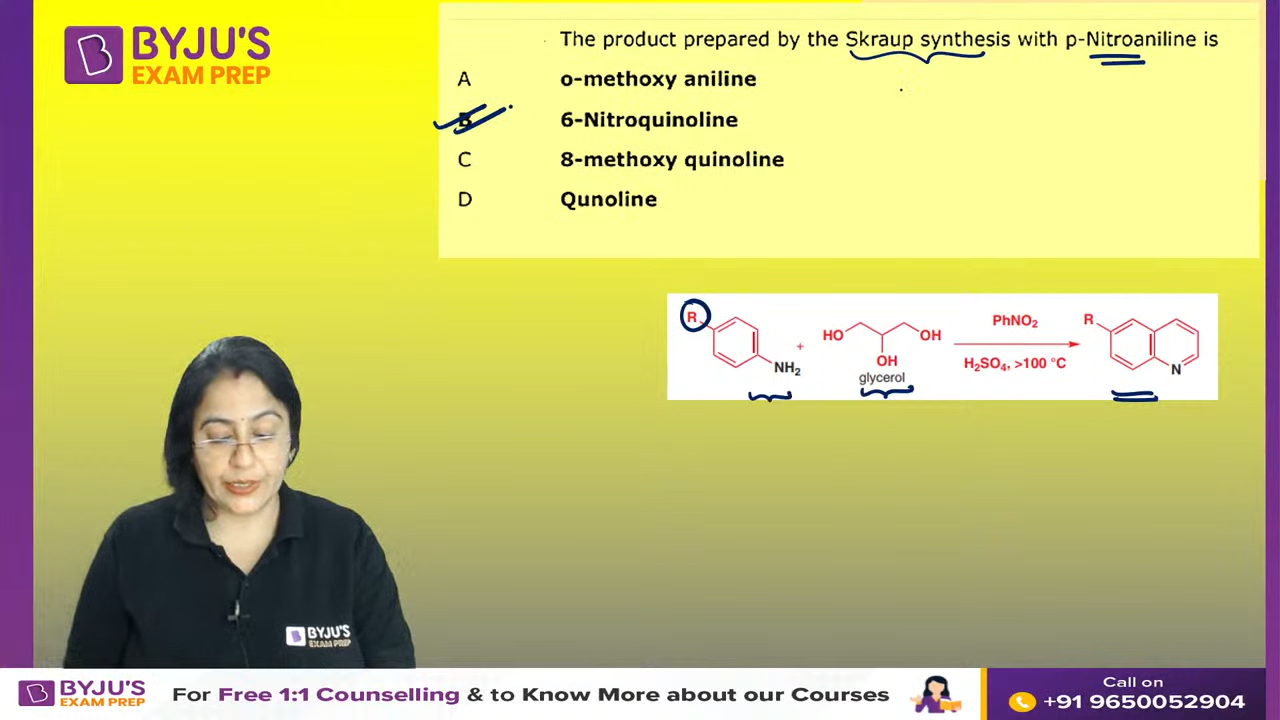 BYJU'S
EXAM PREP
The product prepared by the Skraup synthesis with p-Nitroaniline is
A o-methoxy aniline
B 6-Nitroquinoline
C 8-methoxy quinoline
D Qunoline
R
NH2
+
HO
OH
OH
glycerol
PhNO2
H2SO4, >100 °C
R
N
BYJU'S
EXAM PREP
BYJU'S
EXAM PREP
For Free 1:1 Counselling & to Know More about our Courses
Call on
+91 9650052904